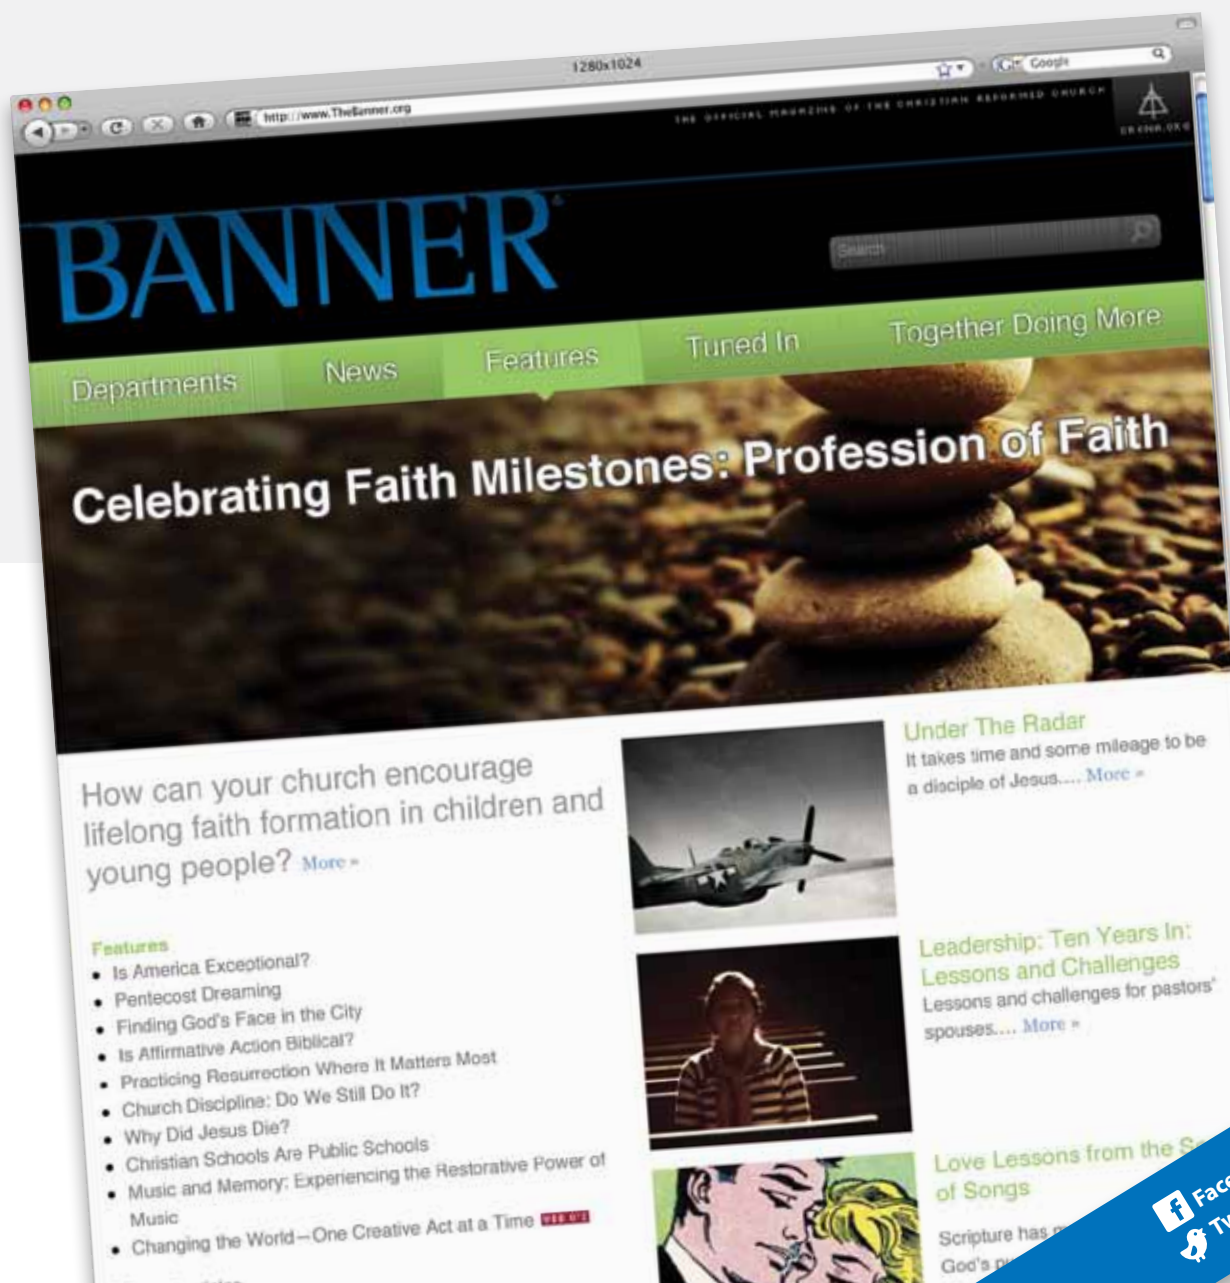 1280x1024
http://www.TheBanner.org
Google
THE OFFICIAL MAGAZINE OF THE CHRISTIAN REFORMED CHURCH
CRCNA.ORG
BANNER®
Search
Departments
News
Features
Tuned In
Together Doing More
Celebrating Faith Milestones: Profession of Faith
How can your church encourage
lifelong faith formation in children and
young people? More »
Features
• Is America Exceptional?
• Pentecost Dreaming
• Finding God's Face in the City
• Is Affirmative Action Biblical?
• Practicing Resurrection Where It Matters Most
• Church Discipline: Do We Still Do It?
• Why Did Jesus Die?
• Christian Schools Are Public Schools
• Music and Memory: Experiencing the Restorative Power of
Music
• Changing the World—One Creative Act at a Time
Under The Radar
It takes time and some mileage to be
a disciple of Jesus.... More »
Leadership: Ten Years In:
Lessons and Challenges
Lessons and challenges for pastors'
spouses.... More »
Love Lessons from the
of Songs
Scripture has
God's
Face
Tw